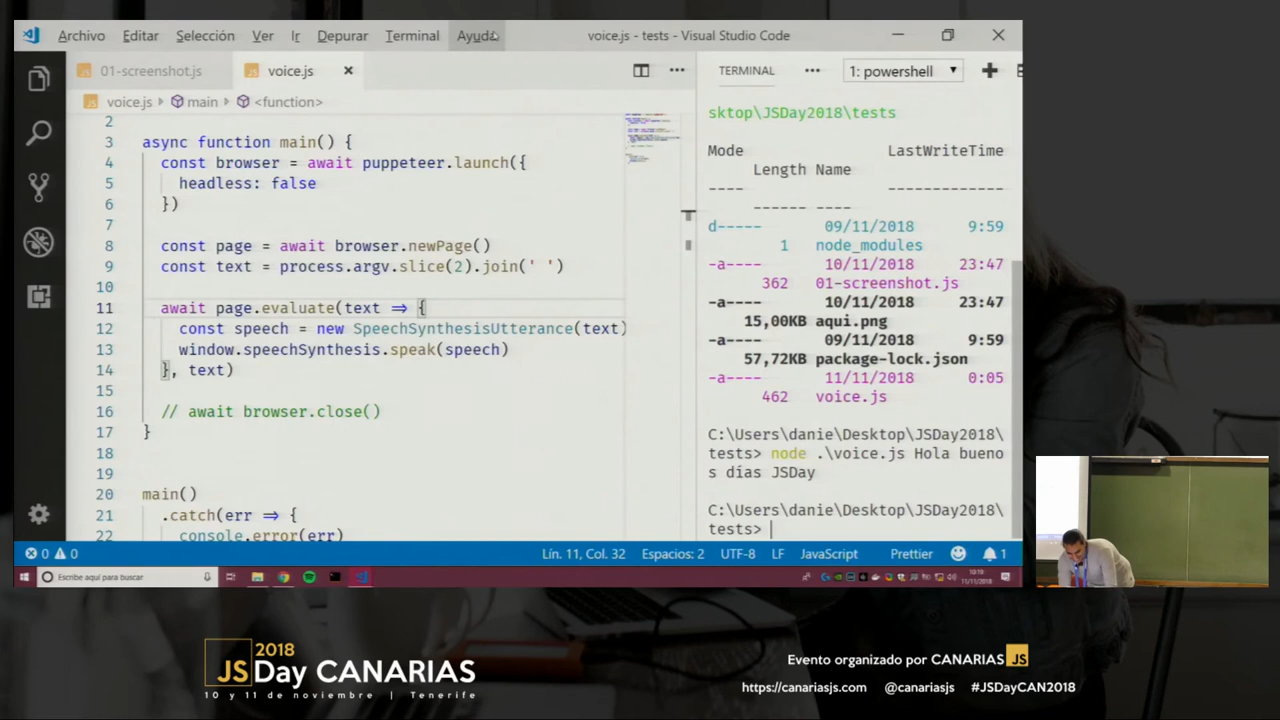 Archivo Editar Selección Ver Ir Depurar Terminal Ayuda voice.js - tests - Visual Studio Code
01-screenshot.js voice.js
voice.js main <function>
2
3 async function main() {
4 const browser = await puppeteer.launch({
5 headless: false
6 })
7
8 const page = await browser.newPage()
9 const text = process.argv.slice(2).join(' ')
10
11 await page.evaluate(text => {
12 const speech = new SpeechSynthesisUtterance(text)
13 window.speechSynthesis.speak(speech)
14 }, text)
15
16 // await browser.close()
17 }
18
19
20 main()
21 .catch(err => {
22 console.error(err)
TERMINAL 1: powershell
sktop\JSDay2018\tests
Mode LastWriteTime
Length Name
---- -------------
------ ----
d----- 09/11/2018 9:59
1 node_modules
-a---- 10/11/2018 23:47
362 01-screenshot.js
-a---- 10/11/2018 23:47
15,00KB aqui.png
-a---- 09/11/2018 9:59
57,72KB package-lock.json
-a---- 11/11/2018 0:05
462 voice.js
C:\Users\danie\Desktop\JSDay2018\
tests> node .\voice.js Hola bueno
s días JSDay
C:\Users\danie\Desktop\JSDay2018\
tests>
0 0 Lín. 11, Col. 32 Espacios: 2 UTF-8 LF JavaScript Prettier 1
Escribe aquí para buscar
11/11/2018
2018
JSDay CANARIAS
10 y 11 de noviembre | Tenerife
Evento organizado por CANARIAS JS
https://canariasjs.com @canariasjs #JSDayCAN2018